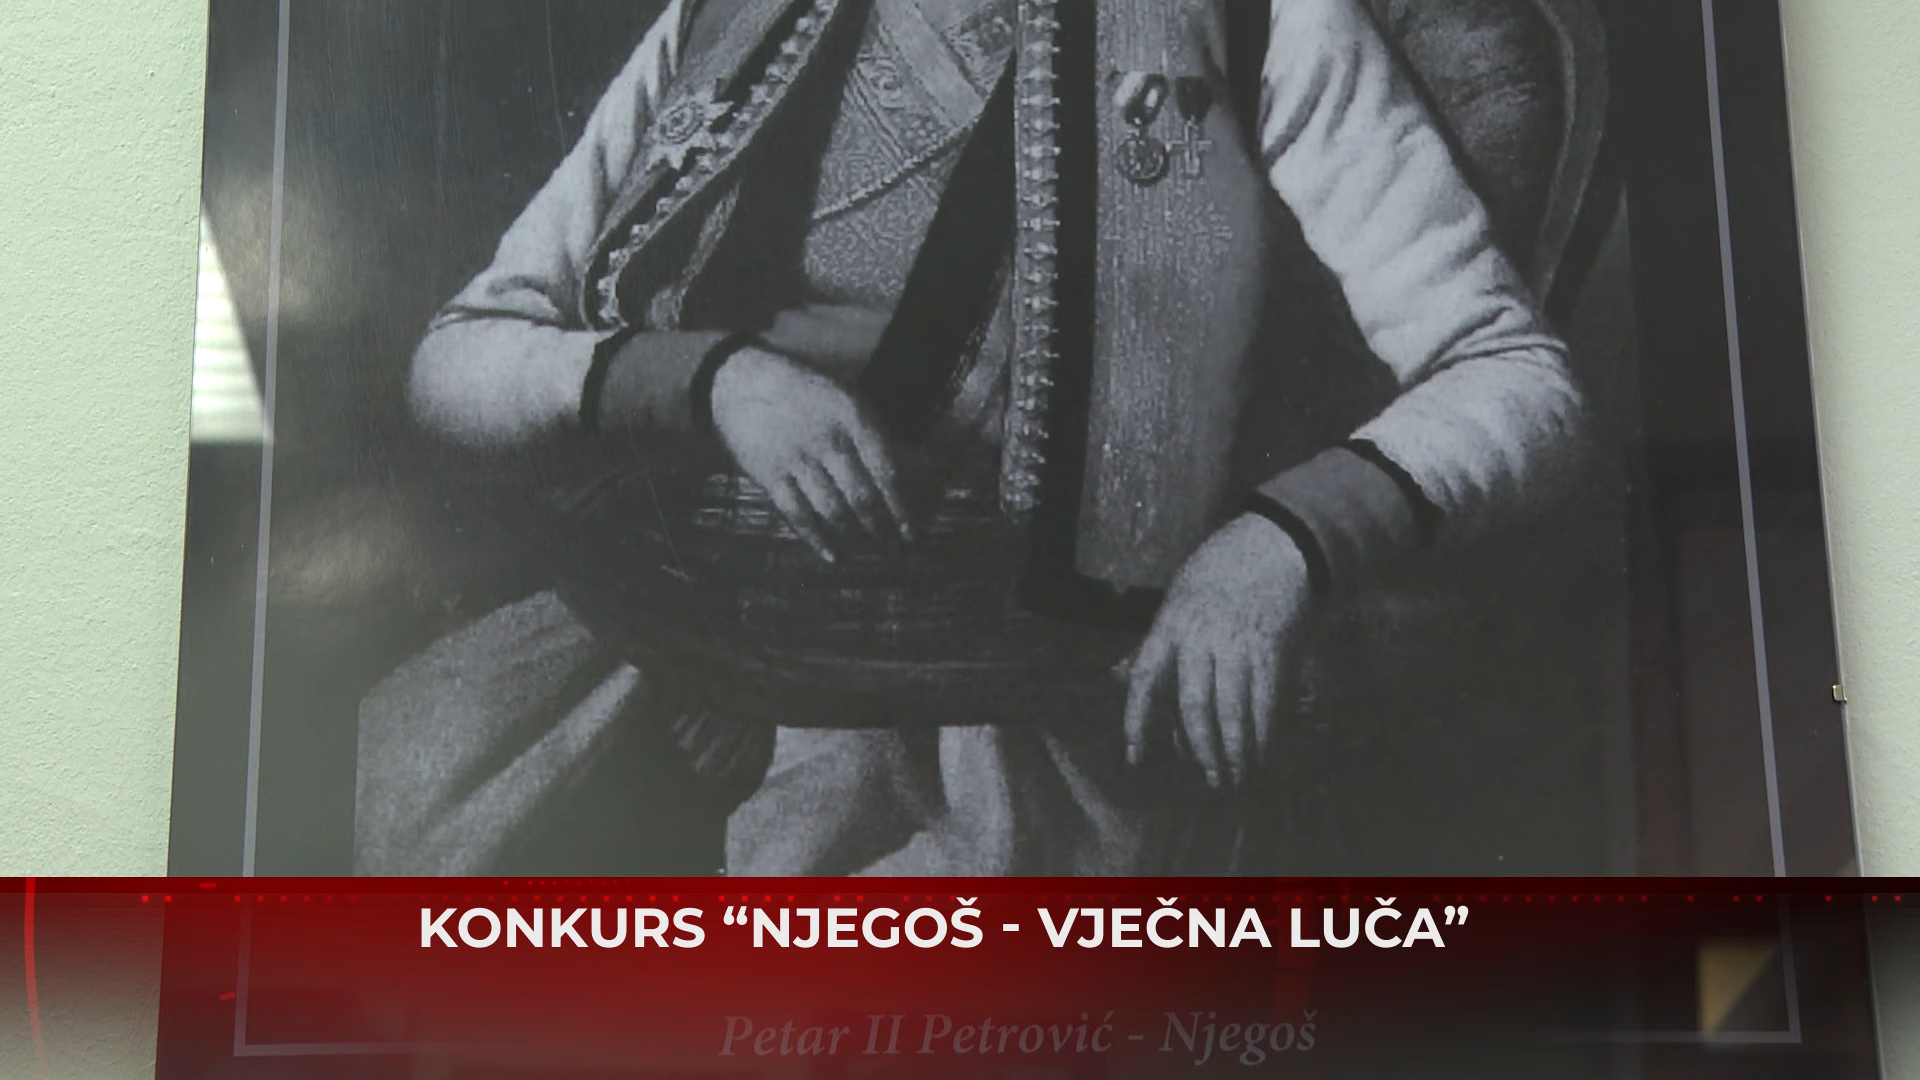 KONKURS “NJEGOŠ - VJEČNA LUČA”
Petar II Petrović - Njegoš